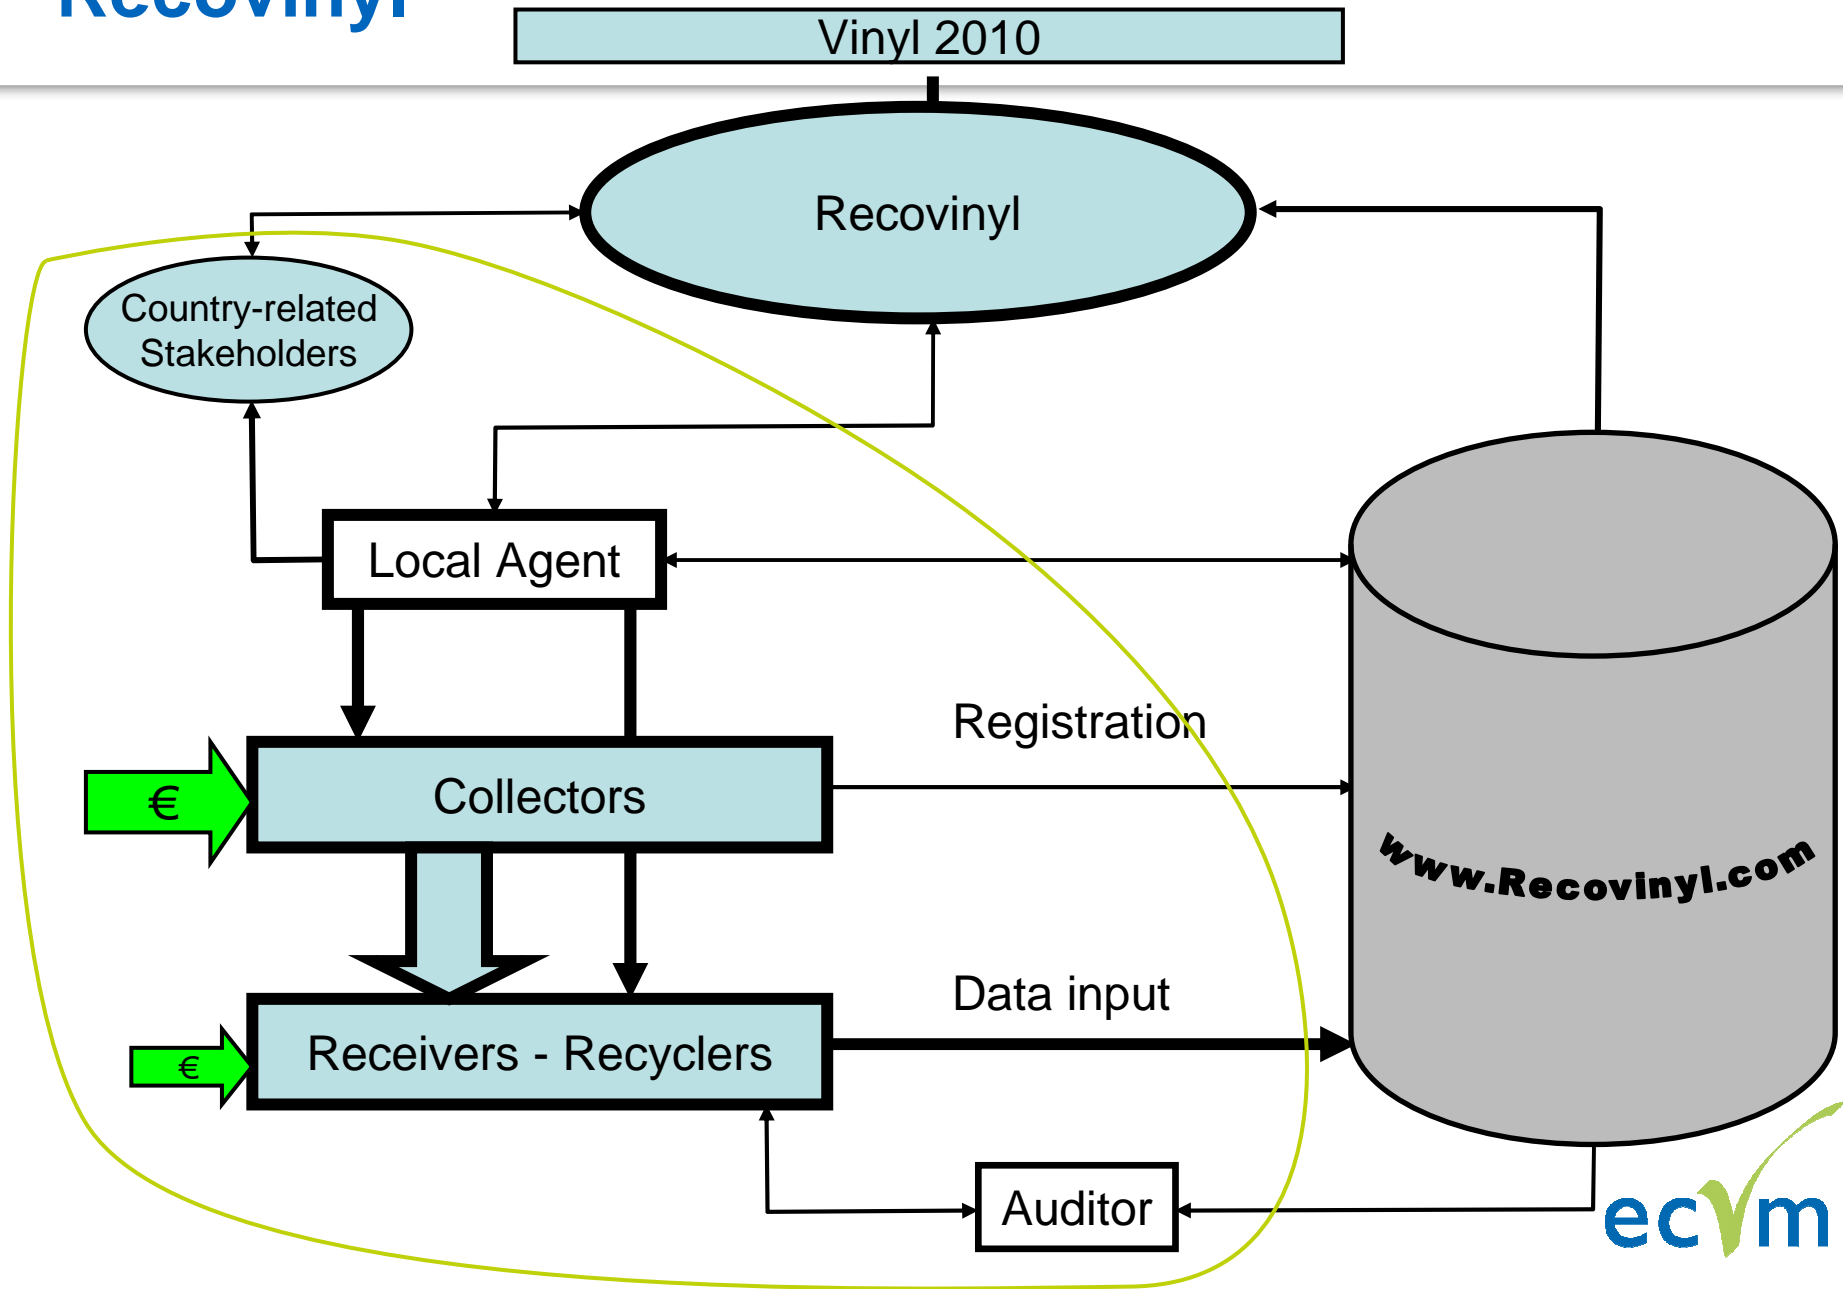 Recovinyl
Vinyl 2010
Recovinyl
Country-related
Stakeholders
Local Agent
Registration
€
Collectors
www.Recovinyl.com
Data input
€
Receivers - Recyclers
Auditor
ecvm